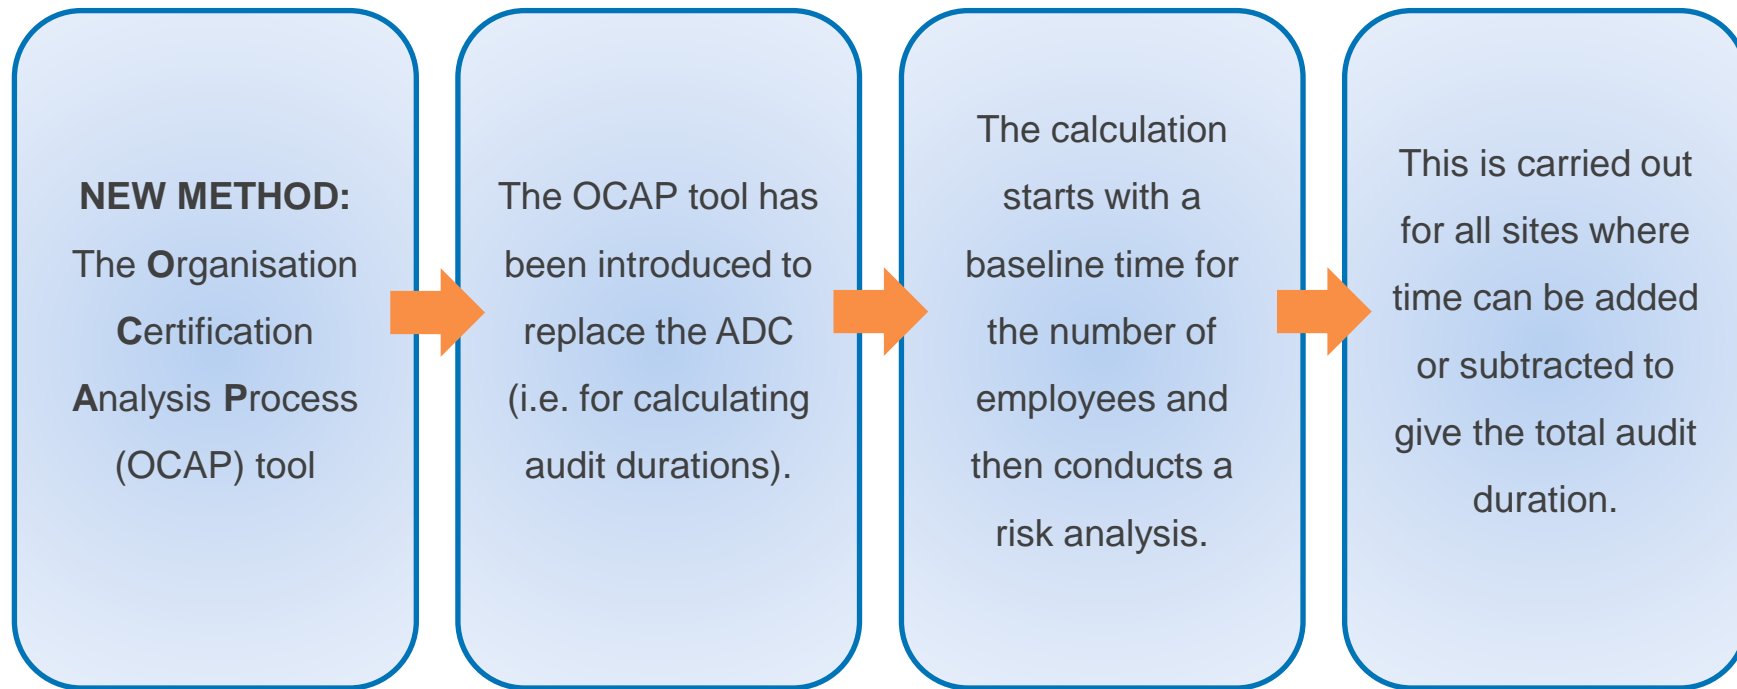 NEW METHOD:
The Organisation
Certification
Analysis Process
(OCAP) tool
The OCAP tool has
been introduced to
replace the ADC
(i.e. for calculating
audit durations).
The calculation
starts with a
baseline time for
the number of
employees and
then conducts a
risk analysis.
This is carried out
for all sites where
time can be added
or subtracted to
give the total audit
duration.